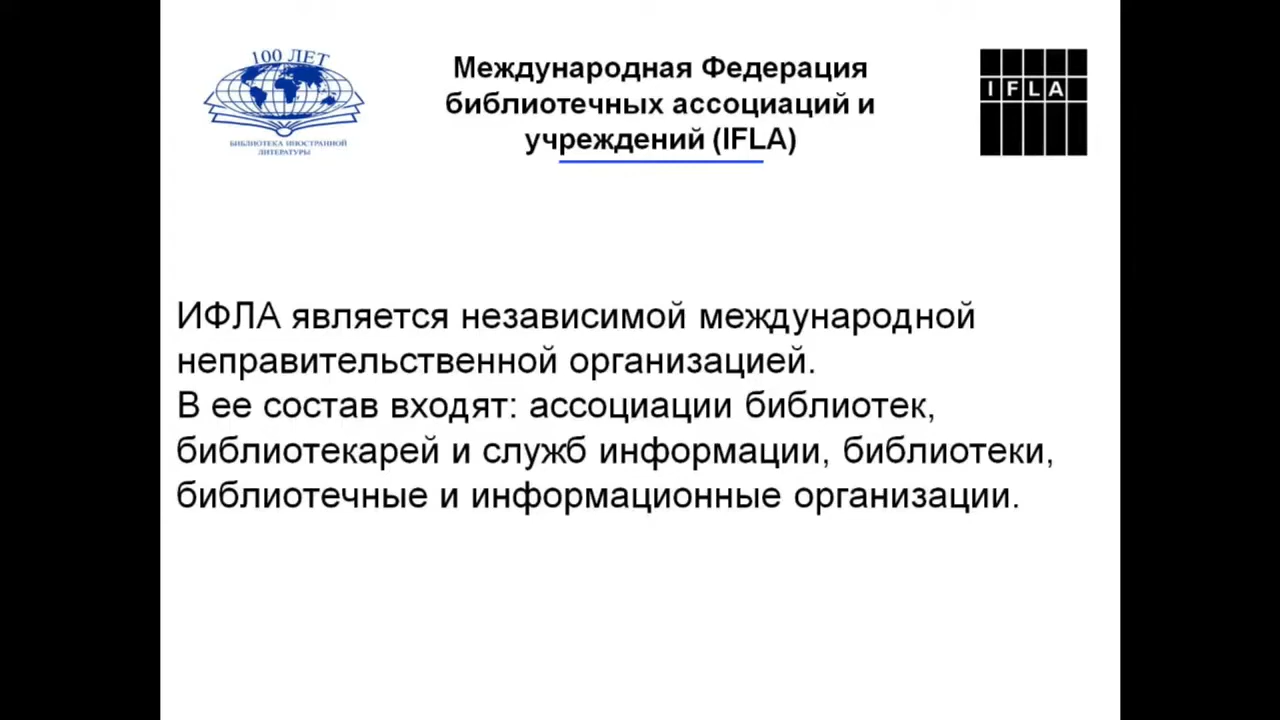 100 ЛЕТ
БИБЛИОТЕКА ИНОСТРАННОЙ
ЛИТЕРАТУРЫ
Международная Федерация
библиотечных ассоциаций и
учреждений (IFLA)
IFLA
ИФЛА является независимой международной
неправительственной организацией.
В ее состав входят: ассоциации библиотек,
библиотекарей и служб информации, библиотеки,
библиотечные и информационные организации.